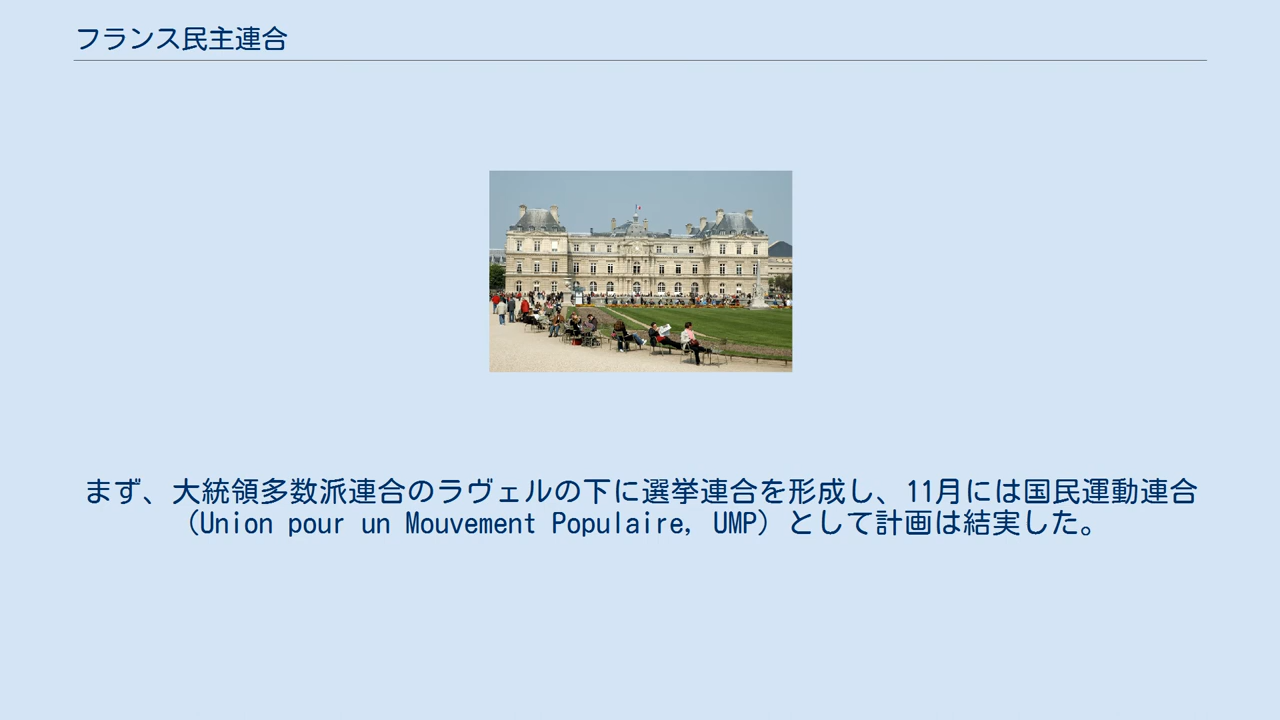 フランス民主連合
まず、大統領多数派連合のラヴェルの下に選挙連合を形成し、11月には国民運動連合
（Union pour un Mouvement Populaire, UMP）として計画は結実した。